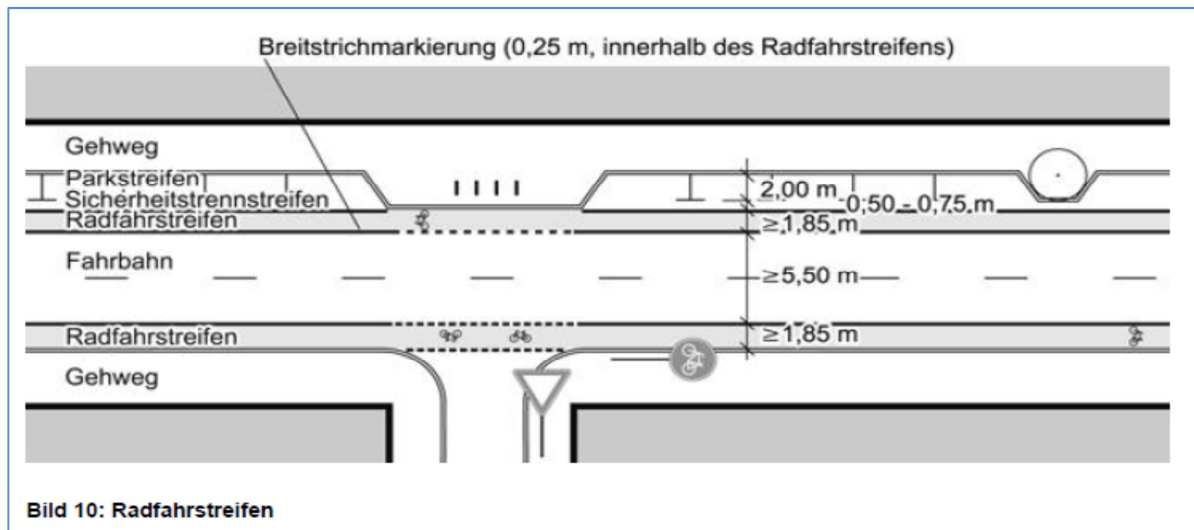 Breitstrichmarkierung (0,25 m, innerhalb des Radfahrstreifens)
Gehweg
Parkstreifen
2,00 m
Sicherheitstrennstreifen
0,50 - 0,75 m
Radfahrstreifen
≥1,85 m
Fahrbahn
≥5,50 m
Radfahrstreifen
≥1,85 m
Gehweg
Bild 10: Radfahrstreifen